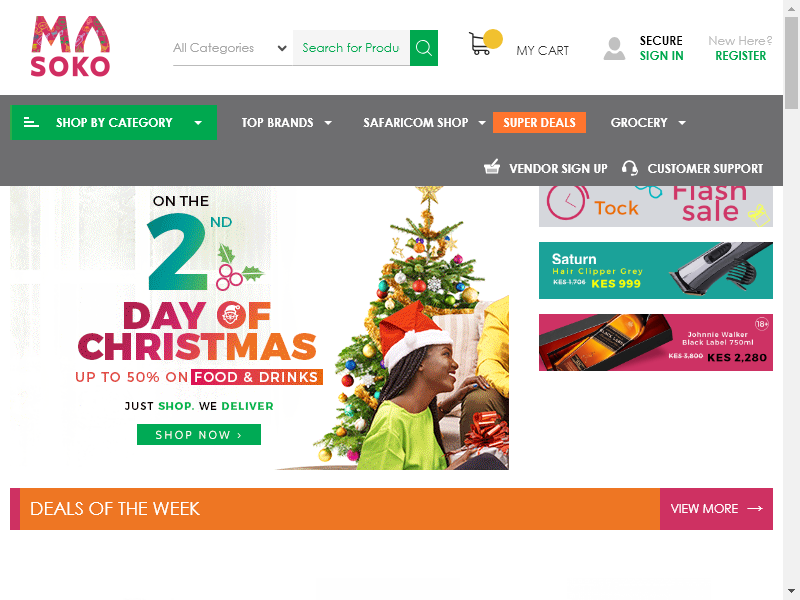 MA
SOKO
All Categories
Search for Produ
MY CART
SECURE
SIGN IN
New Here?
REGISTER
SHOP BY CATEGORY
TOP BRANDS
SAFARICOM SHOP
SUPER DEALS
GROCERY
VENDOR SIGN UP
CUSTOMER SUPPORT
ON THE
2ND
DAY OF
CHRISTMAS
UP TO 50% ON FOOD & DRINKS
JUST SHOP. WE DELIVER
SHOP NOW ›
Tock
Flash
sale
Saturn
Hair Clipper Grey
KES 1,706 KES 999
18+
Johnnie Walker
Black Label 750ml
KES 3,800 KES 2,280
DEALS OF THE WEEK
VIEW MORE →